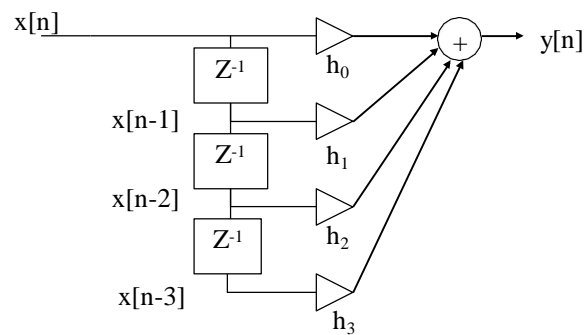 x[n]
h₀
+
y[n]
Z⁻¹
x[n-1]
h₁
Z⁻¹
x[n-2]
h₂
Z⁻¹
x[n-3]
h₃